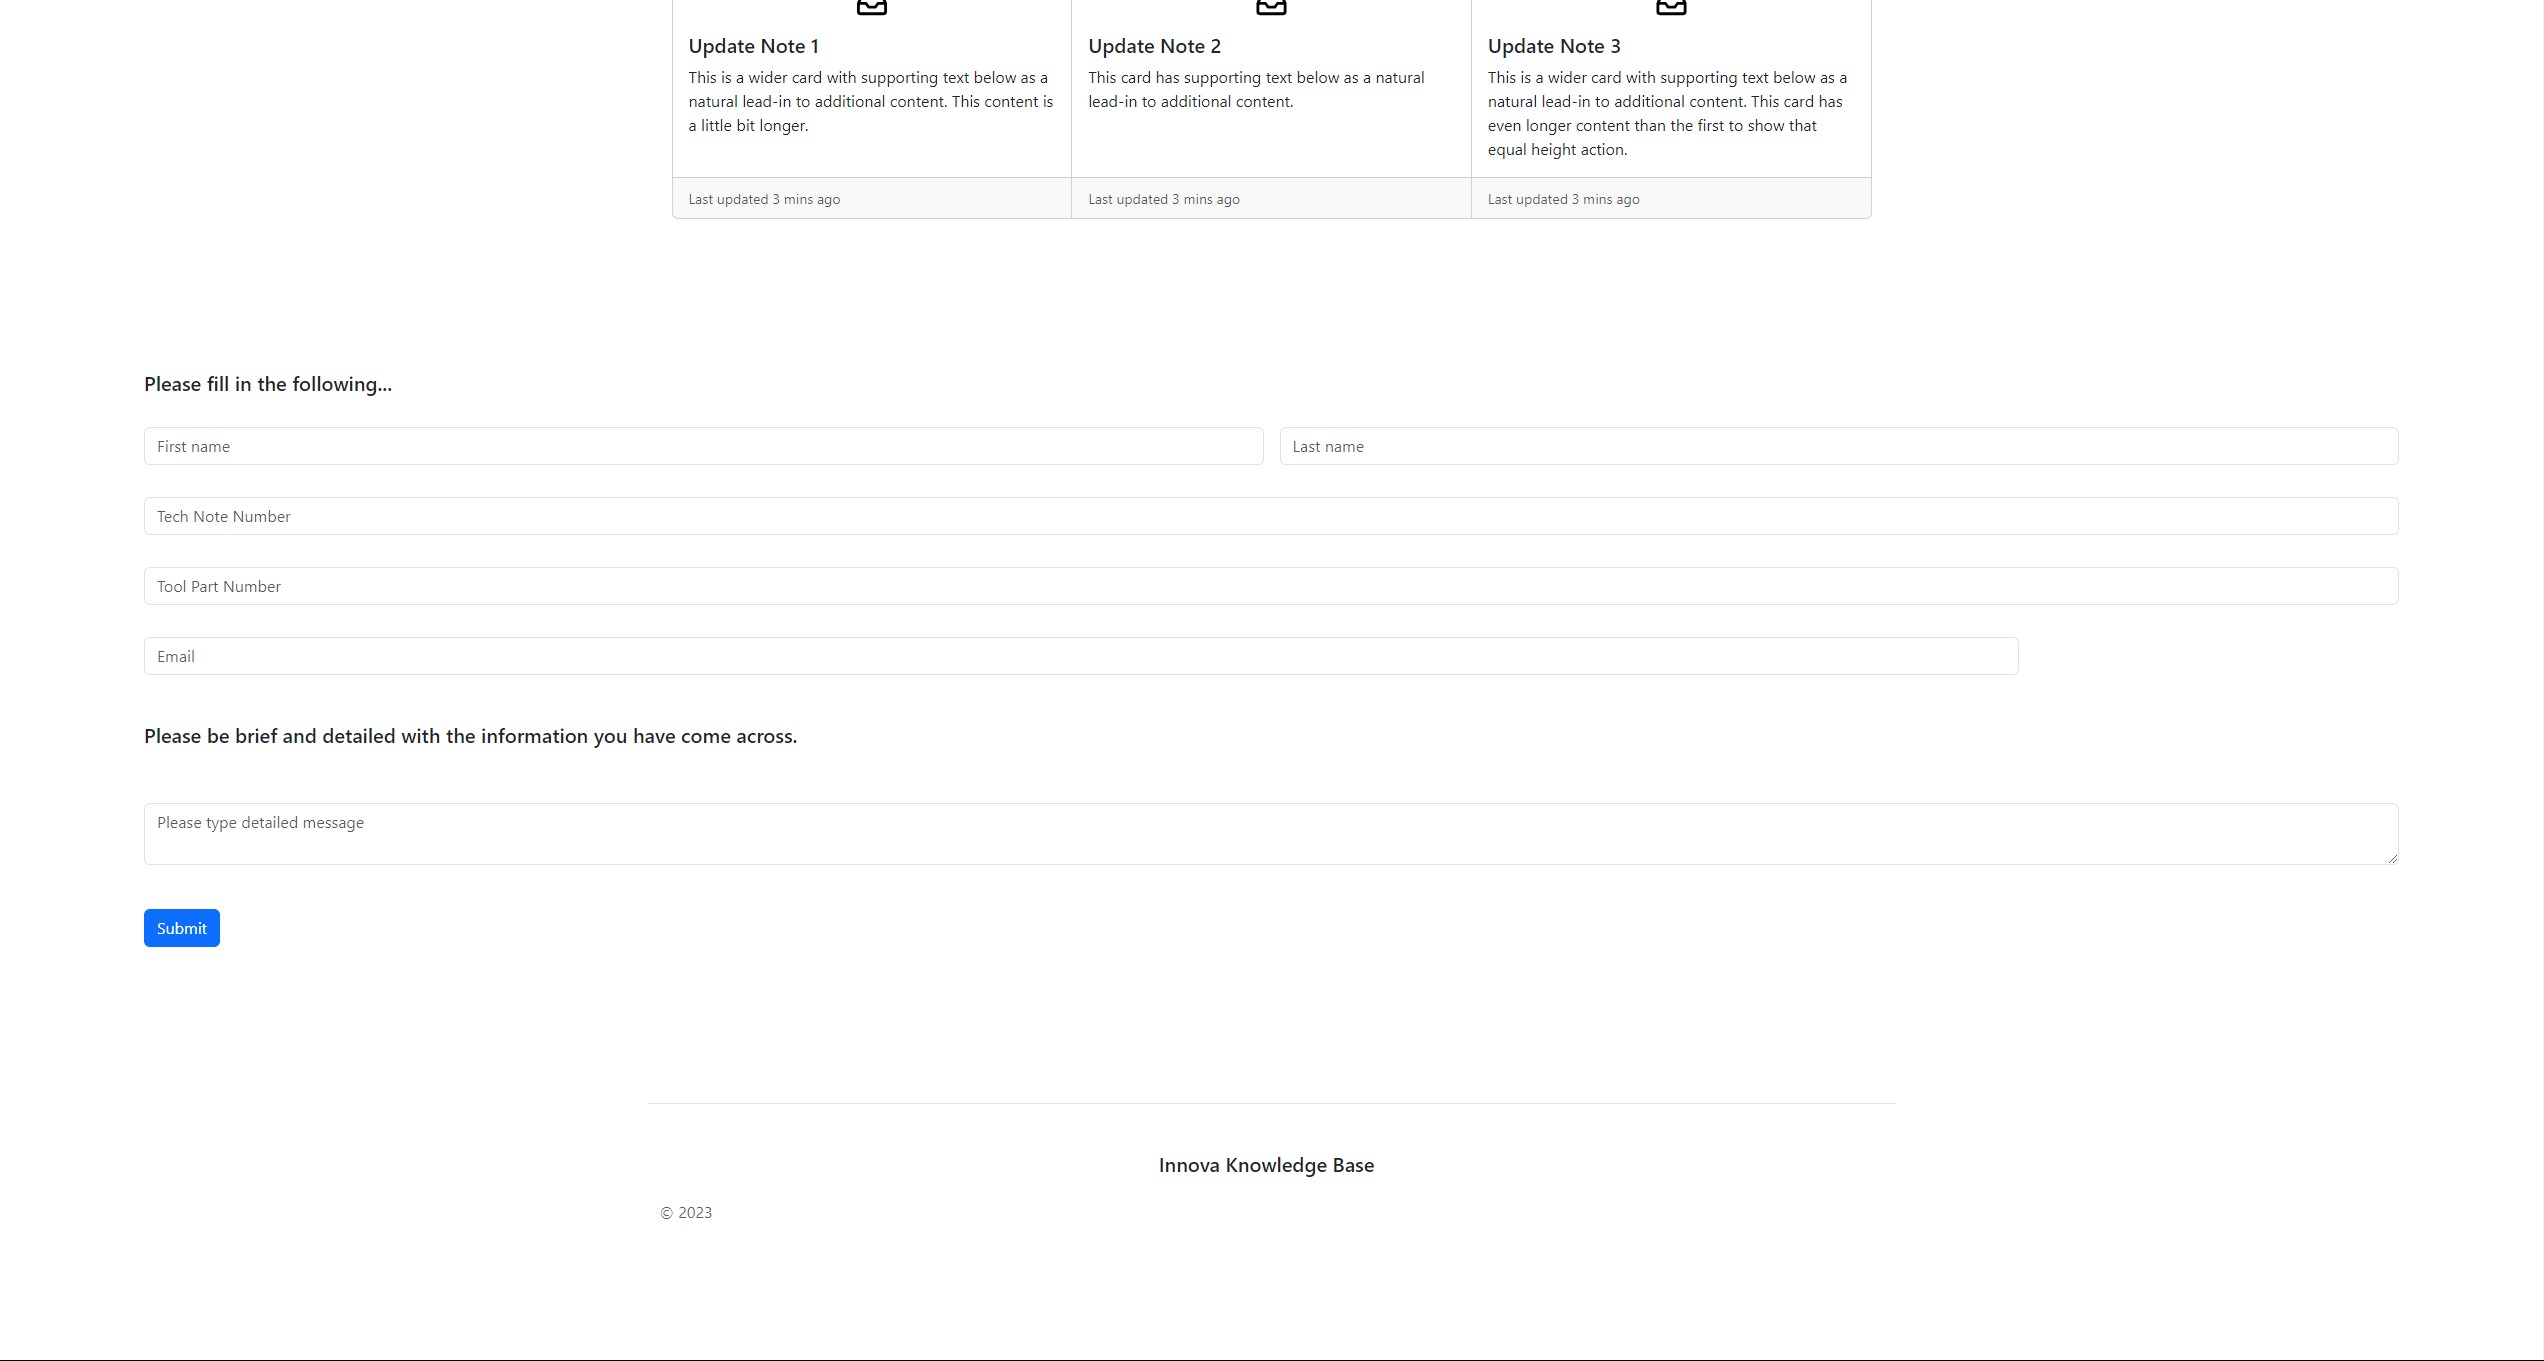 Update Note 1
This is a wider card with supporting text below as a
natural lead-in to additional content. This content is
a little bit longer.
Last updated 3 mins ago
Update Note 2
This card has supporting text below as a natural
lead-in to additional content.
Last updated 3 mins ago
Update Note 3
This is a wider card with supporting text below as a
natural lead-in to additional content. This card has
even longer content than the first to show that
equal height action.
Last updated 3 mins ago
Please fill in the following...
First name
Last name
Tech Note Number
Tool Part Number
Email
Please be brief and detailed with the information you have come across.
Please type detailed message
Submit
Innova Knowledge Base
© 2023